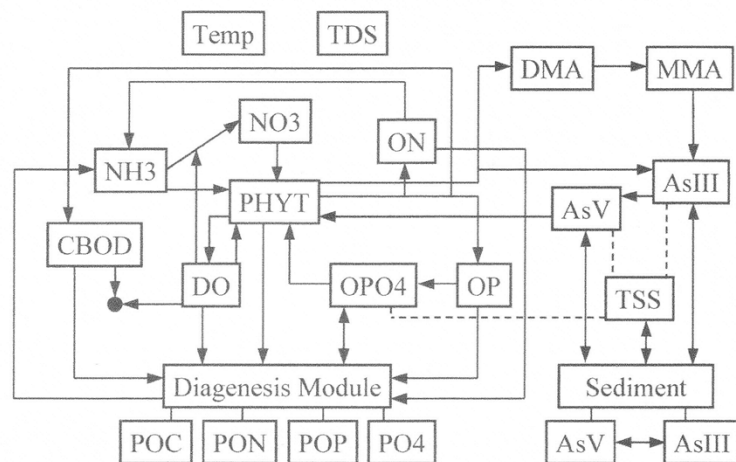 Temp
TDS
DMA
MMA
NO3
ON
NH3
PHYT
AsIII
AsV
CBOD
DO
OPO4
OP
TSS
Diagenesis Module
Sediment
POC
PON
POP
PO4
AsV
AsIII